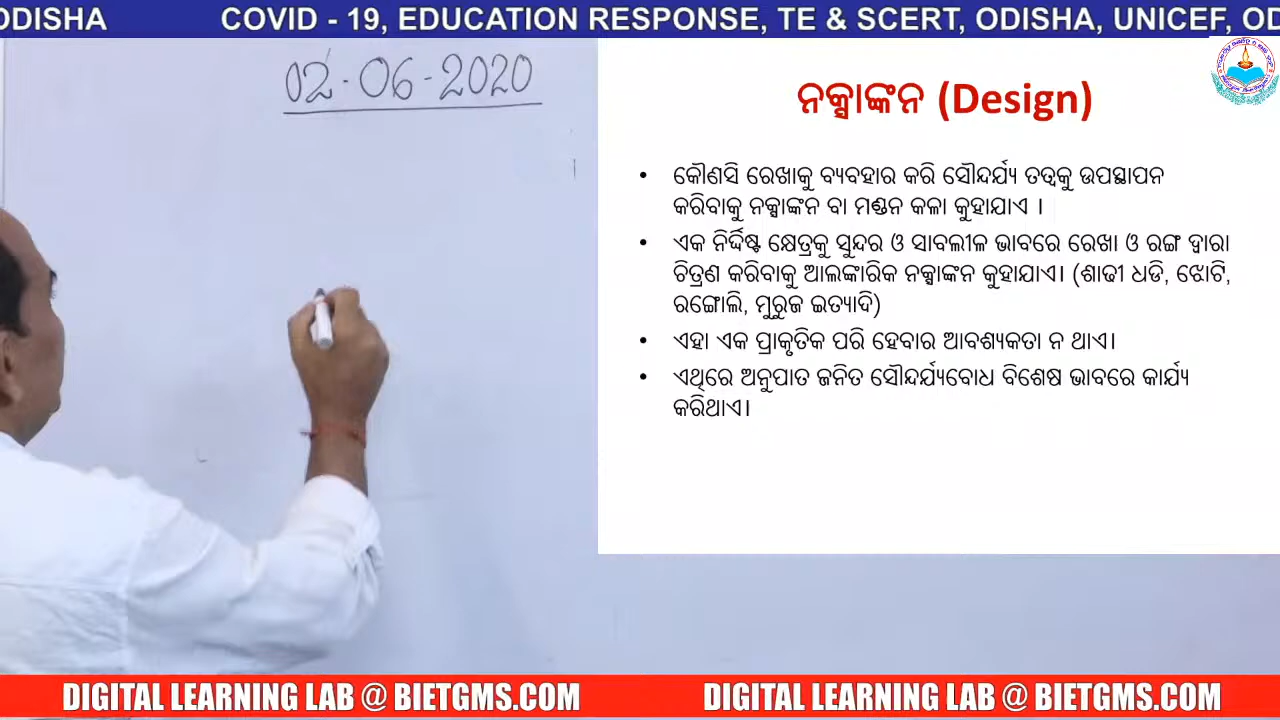 ODISHA COVID - 19, EDUCATION RESPONSE, TE & SCERT, ODISHA, UNICEF, OD
02-06-2020
ନକ୍ସାଙ୍କନ (Design)
• କୌଣସି ରେଖାକୁ ବ୍ୟବହାର କରି ସୌନ୍ଦର୍ଯ୍ୟ ତତ୍ତ୍ୱକୁ ଉପସ୍ଥାପନ
କରିବାକୁ ନକ୍ସାଙ୍କନ ବା ମଣ୍ଡନ କଳା କୁହାଯାଏ ।
• ଏକ ନିର୍ଦ୍ଦିଷ୍ଟ କ୍ଷେତ୍ରକୁ ସୁନ୍ଦର ଓ ସାବଲୀଳ ଭାବରେ ରେଖା ଓ ରଙ୍ଗ ଦ୍ୱାରା
ଚିତ୍ରଣ କରିବାକୁ ଆଲଙ୍କାରିକ ନକ୍ସାଙ୍କନ କୁହାଯାଏ। (ଶାଢୀ ଧଡି, ଝୋଟି,
ରଙ୍ଗୋଲି, ମୁରୁଜ ଇତ୍ୟାଦି)
• ଏହା ଏକ ପ୍ରାକୃତିକ ପରି ହେବାର ଆବଶ୍ୟକତା ନ ଥାଏ।
• ଏଥିରେ ଅନୁପାତ ଜନିତ ସୌନ୍ଦର୍ଯ୍ୟବୋଧ ବିଶେଷ ଭାବରେ କାର୍ଯ୍ୟ
କରିଥାଏ।
DIGITAL LEARNING LAB @ BIETGMS.COM DIGITAL LEARNING LAB @ BIETGMS.COM